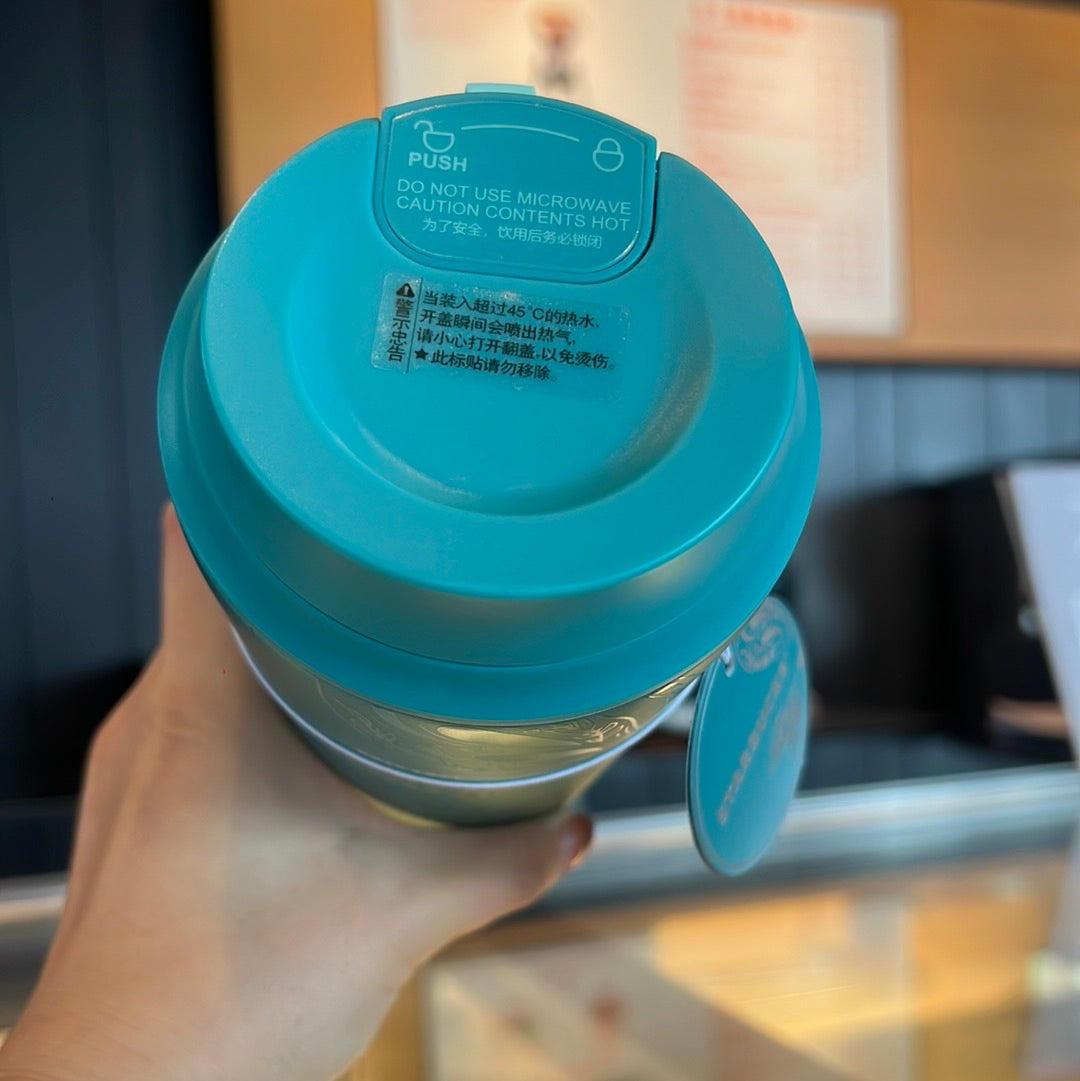 PUSH
DO NOT USE MICROWAVE
CAUTION CONTENTS HOT
为了安全，饮用后务必锁闭
警示忠告
当装入超过45°C的热水，
开盖瞬间会喷出热气，
请小心打开翻盖，以免烫伤。
★此标贴请勿移除。
STARBUCKS